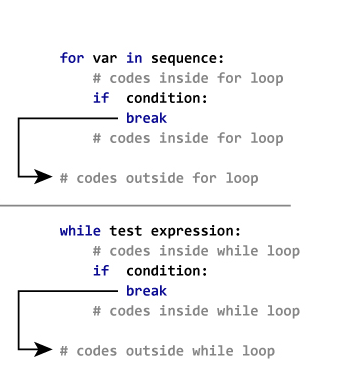 for var in sequence:
    # codes inside for loop
    if  condition:
        break
    # codes inside for loop
# codes outside for loop
while test expression:
    # codes inside while loop
    if  condition:
        break
    # codes inside while loop
# codes outside while loop